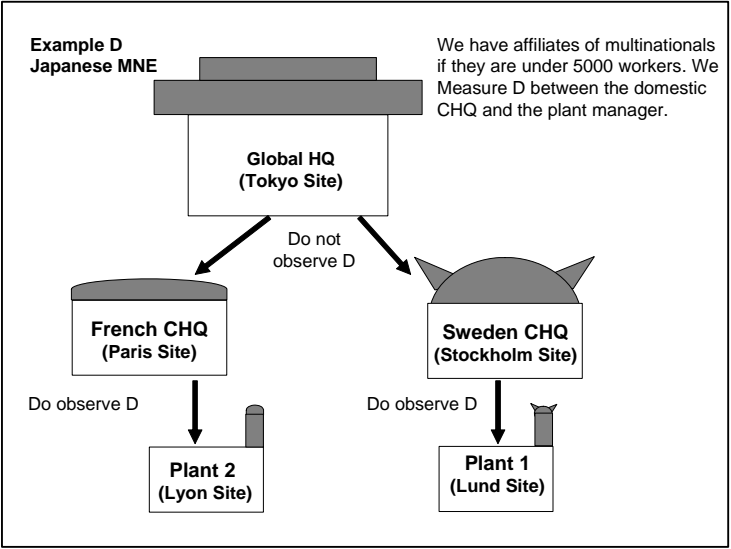 Example D
Japanese MNE
We have affiliates of multinationals
if they are under 5000 workers. We
Measure D between the domestic
CHQ and the plant manager.
Global HQ
(Tokyo Site)
Do not
observe D
French CHQ
(Paris Site)
Sweden CHQ
(Stockholm Site)
Do observe D
Do observe D
Plant 2
(Lyon Site)
Plant 1
(Lund Site)